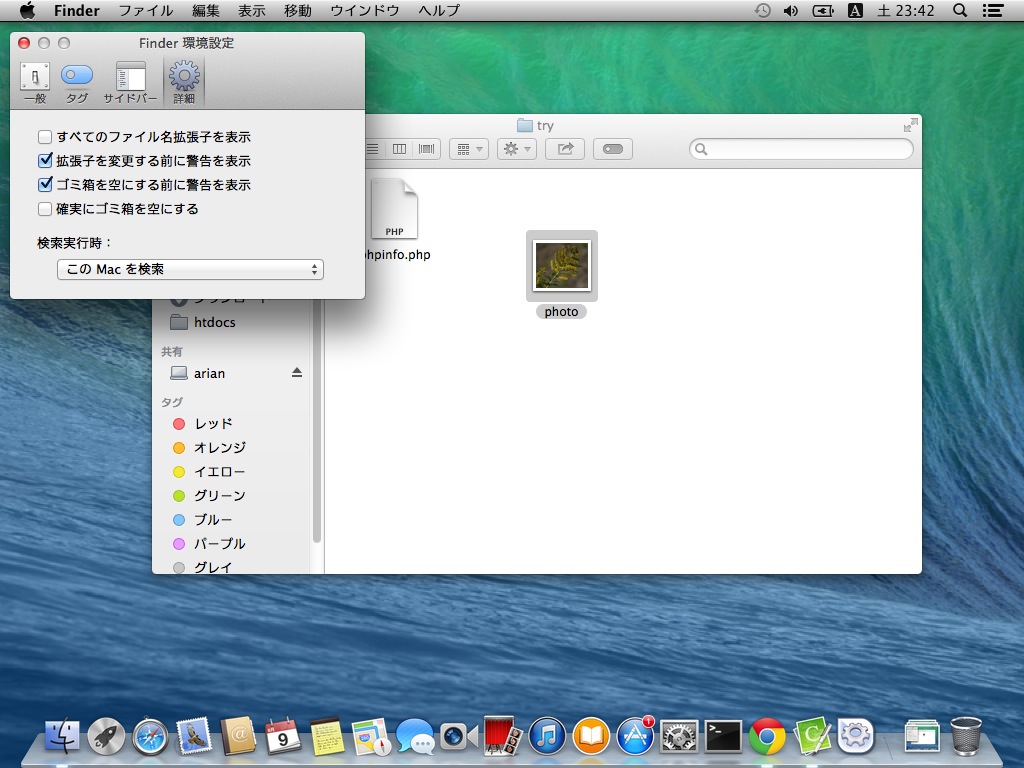 Finder ファイル 編集 表示 移動 ウインドウ ヘルプ
A 土 23:42
Finder 環境設定
一般 タグ サイドバー 詳細
すべてのファイル名拡張子を表示
拡張子を変更する前に警告を表示
ゴミ箱を空にする前に警告を表示
確実にゴミ箱を空にする
検索実行時：
この Mac を検索
try
PHP
phpinfo.php
photo
htdocs
共有
arian
タグ
レッド
オレンジ
イエロー
グリーン
ブルー
パープル
グレイ
9
1